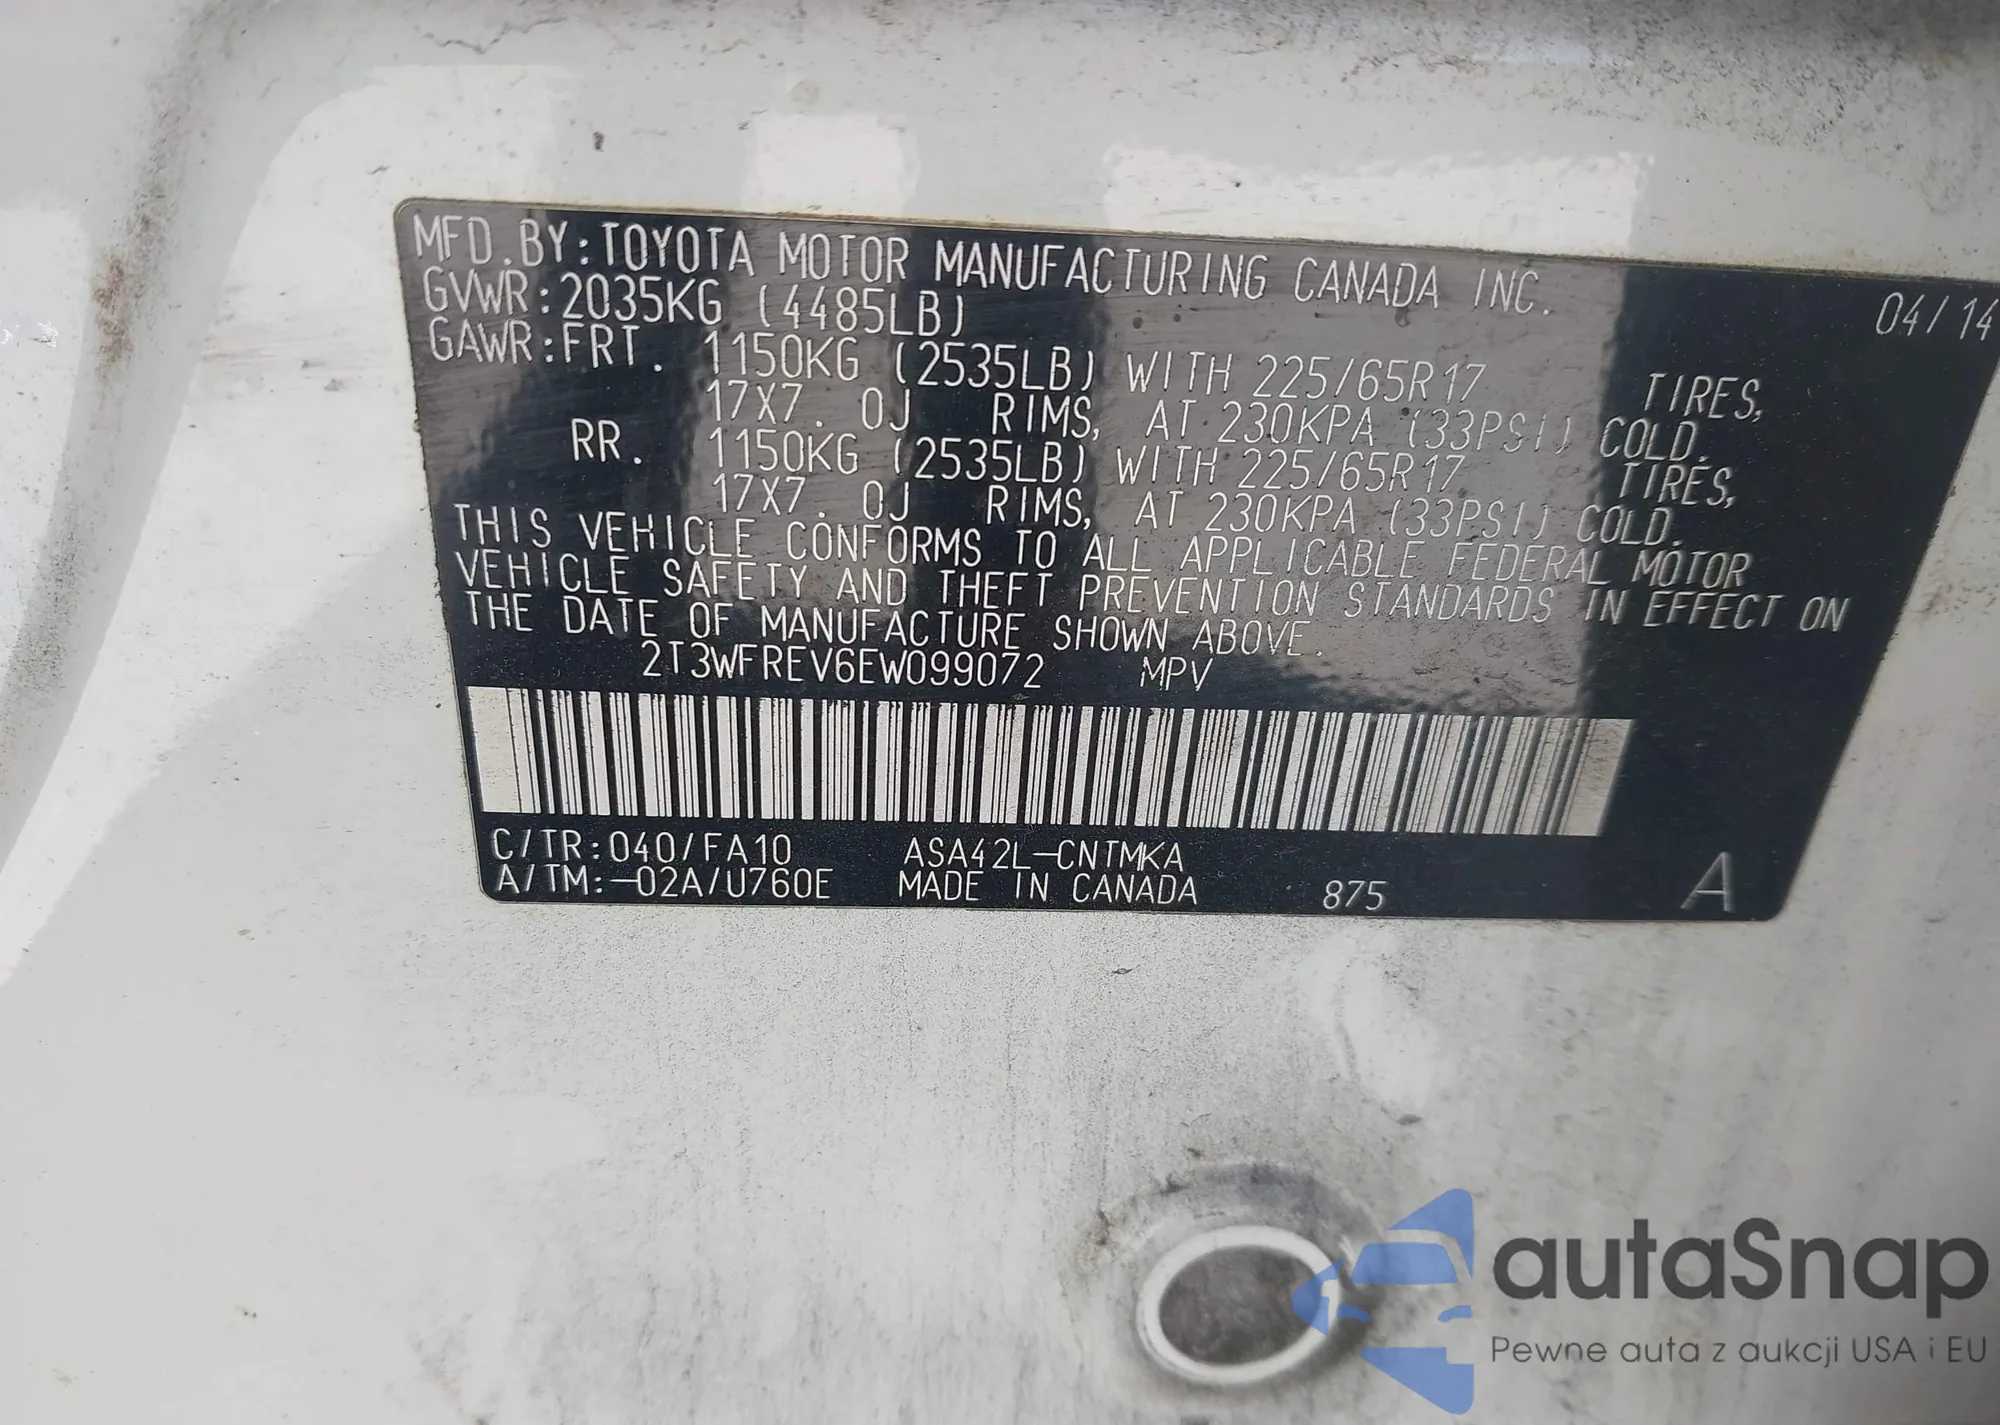 MFD.BY:TOYOTA MOTOR MANUFACTURING CANADA INC. 04/14
GVWR:2035KG (4485LB)
GAWR:FRT. 1150KG (2535LB) WITH 225/65R17 TIRES,
17X7. 0J RIMS, AT 230KPA (33PSI) COLD.
RR. 1150KG (2535LB) WITH 225/65R17 TIRES,
17X7. 0J RIMS, AT 230KPA (33PSI) COLD.
THIS VEHICLE CONFORMS TO ALL APPLICABLE FEDERAL MOTOR
VEHICLE SAFETY AND THEFT PREVENTION STANDARDS IN EFFECT ON
THE DATE OF MANUFACTURE SHOWN ABOVE.
2T3WFREV6EW099072 MPV
C/TR:040/FA10 ASA42L-CNTMKA
A/TM:-02A/U760E MADE IN CANADA 875 A
autaSnap
Pewne auta z aukcji USA i EU